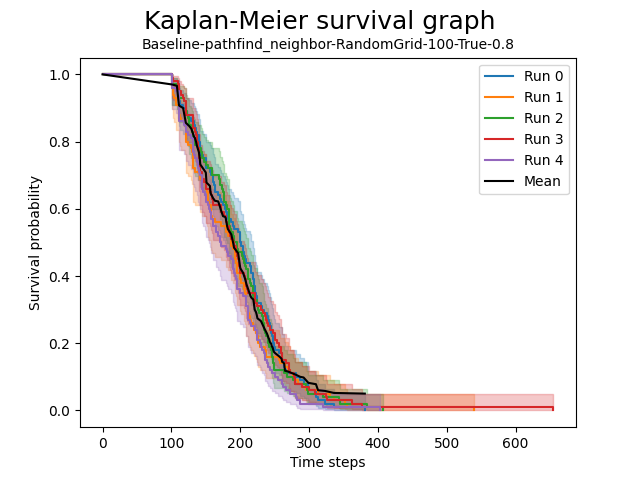 Kaplan-Meier survival graph
Baseline-pathfind_neighbor-RandomGrid-100-True-0.8
Survival probability
1.0
0.8
0.6
0.4
0.2
0.0
Run 0
Run 1
Run 2
Run 3
Run 4
Mean
0 100 200 300 400 500 600
Time steps